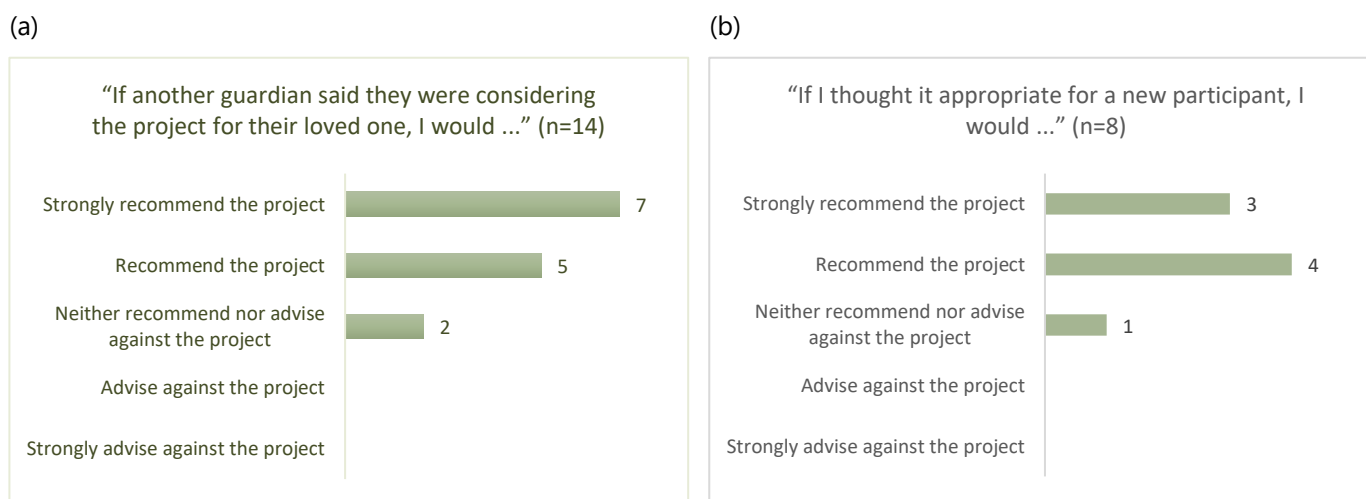 (a)
“If another guardian said they were considering
the project for their loved one, I would ...” (n=14)
Strongly recommend the project
7
Recommend the project
5
Neither recommend nor advise
against the project
2
Advise against the project
Strongly advise against the project
(b)
“If I thought it appropriate for a new participant, I
would ...” (n=8)
Strongly recommend the project
3
Recommend the project
4
Neither recommend nor advise
against the project
1
Advise against the project
Strongly advise against the project